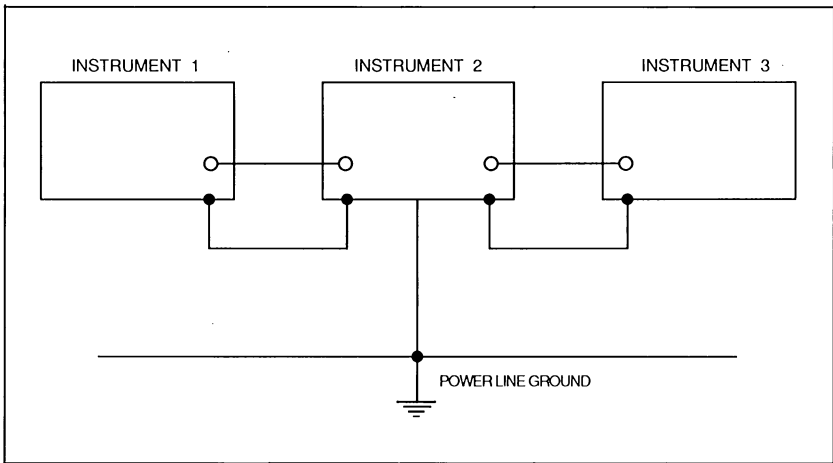 INSTRUMENT 1 INSTRUMENT 2 INSTRUMENT 3
POWER LINE GROUND